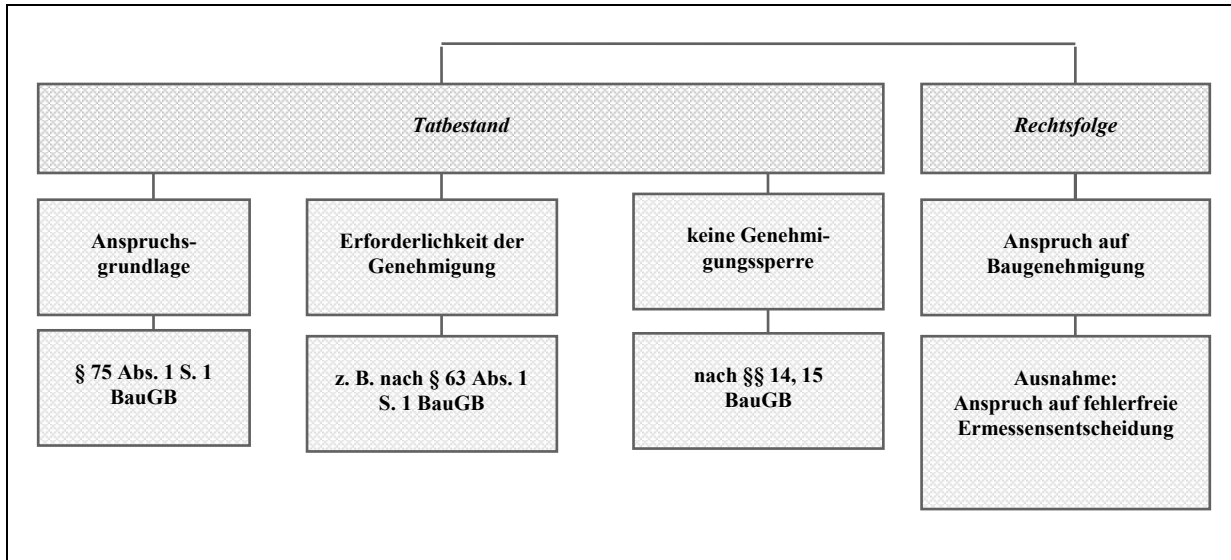 Tatbestand
Rechtsfolge
Anspruchs-
grundlage
Erforderlichkeit der
Genehmigung
keine Genehmi-
gungssperre
Anspruch auf
Baugenehmigung
§ 75 Abs. 1 S. 1
BauGB
z. B. nach § 63 Abs. 1
S. 1 BauGB
nach §§ 14, 15
BauGB
Ausnahme:
Anspruch auf fehlerfreie
Ermessensentscheidung